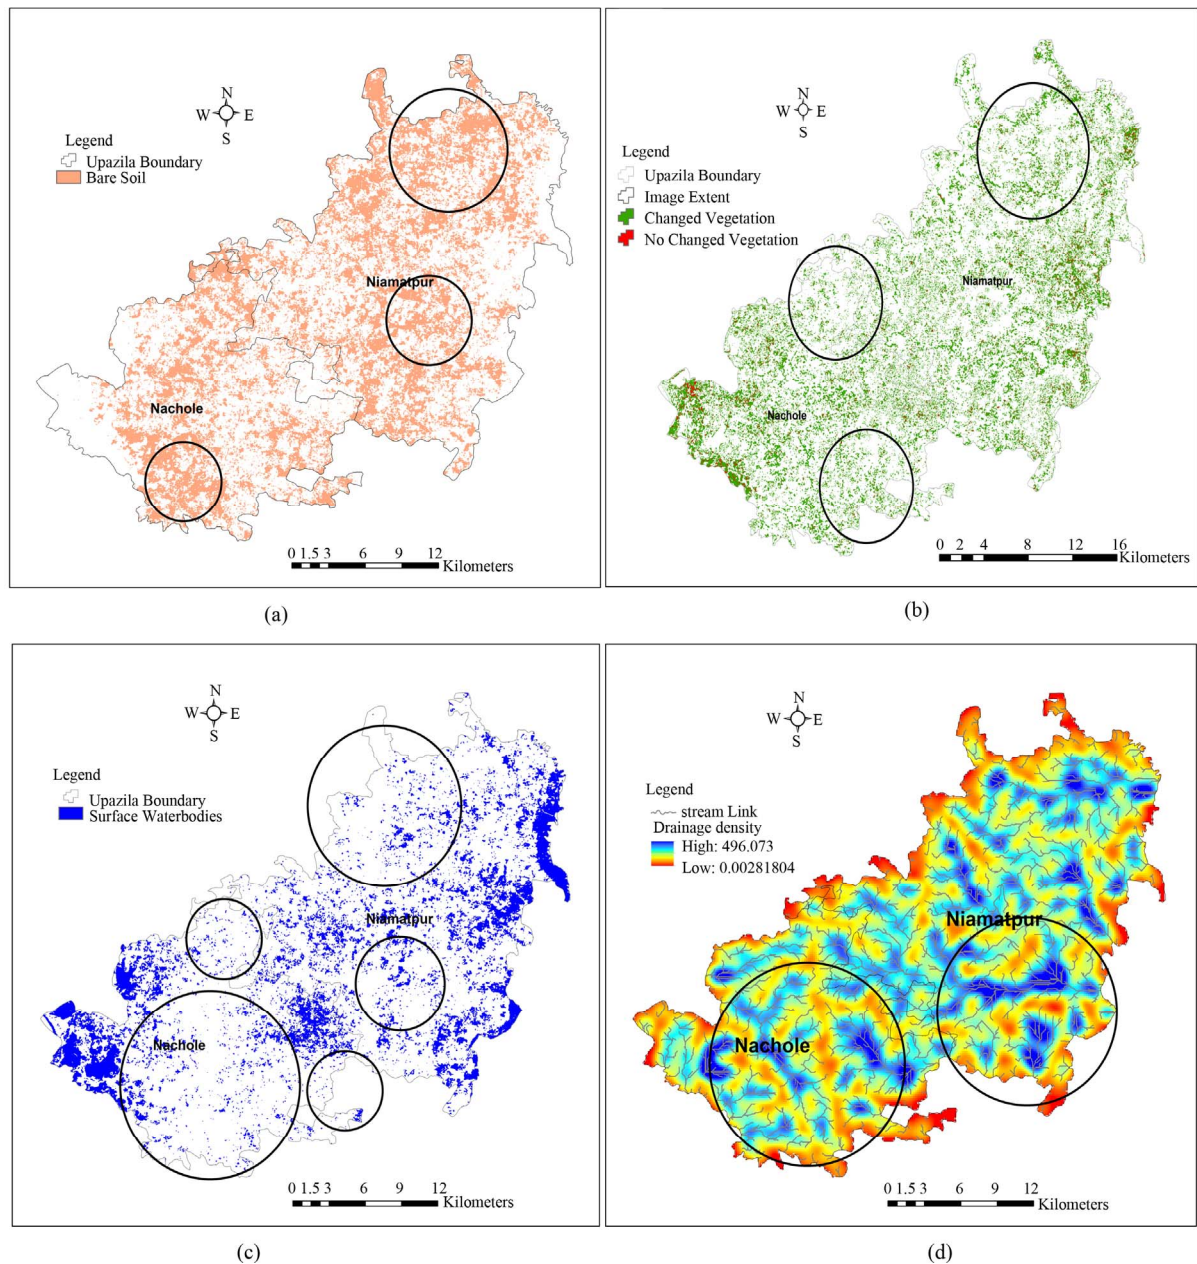 N
W E
S
Legend
Upazila Boundary
Bare Soil
Niamatpur
Nachole
0 1.5 3 6 9 12
Kilometers
(a)
N
W E
S
Legend
Upazila Boundary
Image Extent
Changed Vegetation
No Changed Vegetation
Niamatpur
Nachole
0 2 4 8 12 16
Kilometers
(b)
N
W E
S
Legend
Upazila Boundary
Surface Waterbodies
Niamatpur
Nachole
0 1.5 3 6 9 12
Kilometers
(c)
N
W E
S
Legend
stream Link
Drainage density
High: 496.073
Low: 0.00281804
Niamatpur
Nachole
0 1.5 3 6 9 12
Kilometers
(d)